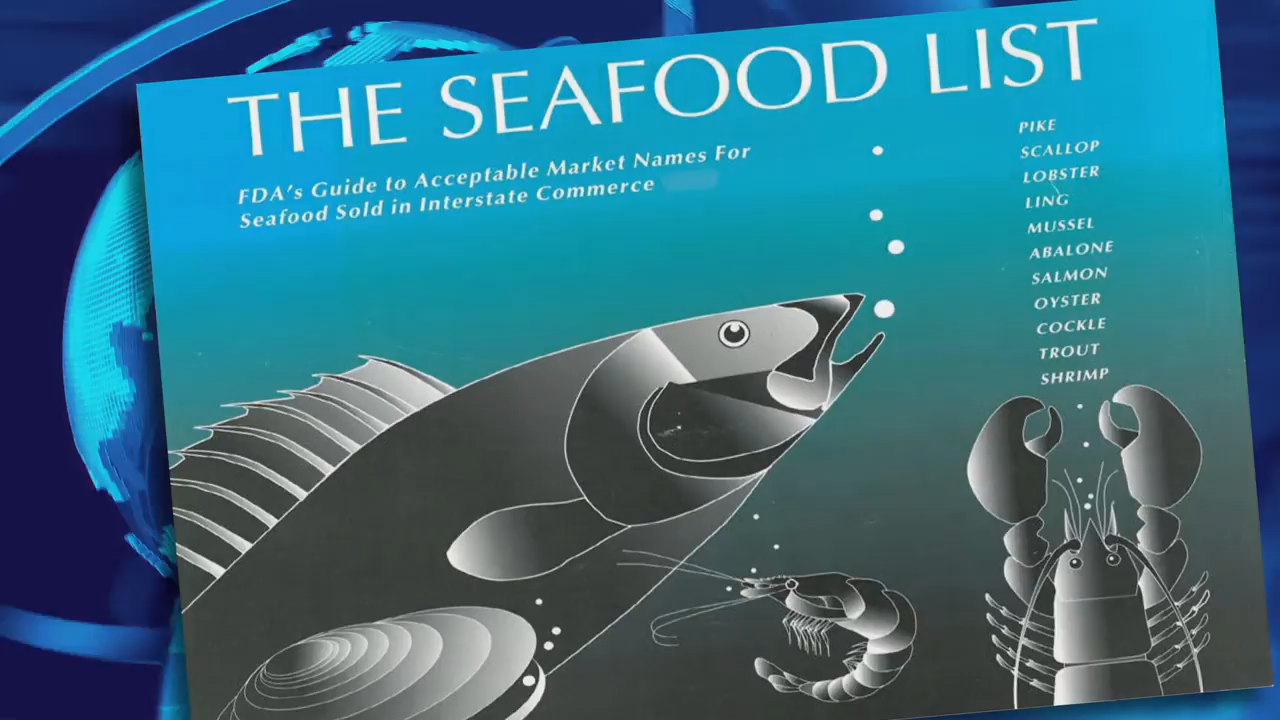 THE SEAFOOD LIST
FDA's Guide to Acceptable Market Names For
Seafood Sold in Interstate Commerce
PIKE
SCALLOP
LOBSTER
LING
MUSSEL
ABALONE
SALMON
OYSTER
COCKLE
TROUT
SHRIMP